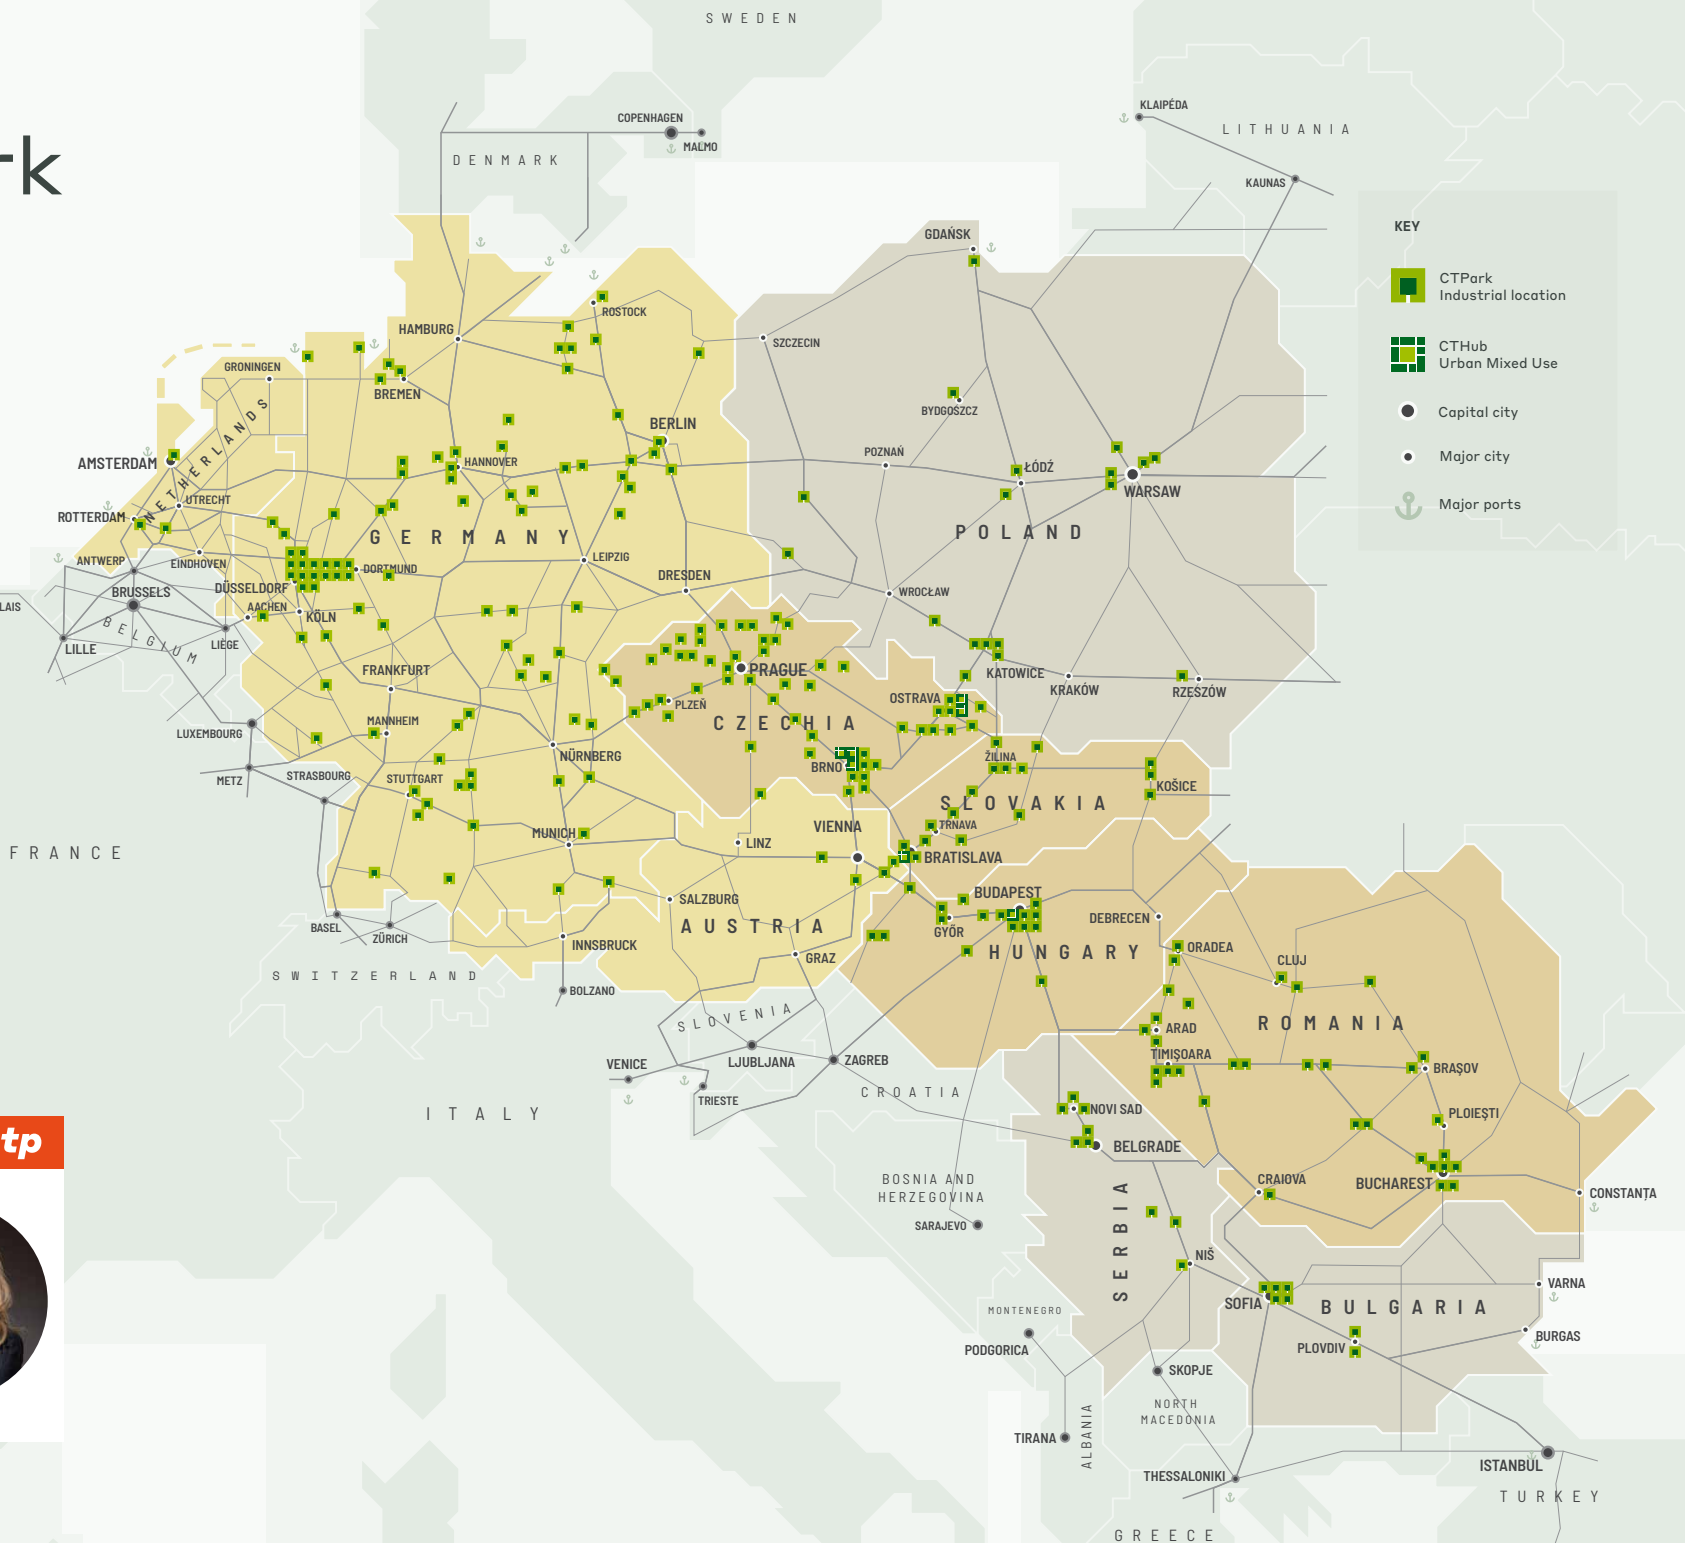 SWEDEN
rk
COPENHAGEN
MALMO
DENMARK
KLAIPĖDA
LITHUANIA
KAUNAS
KEY
CTPark
Industrial location
CTHub
Urban Mixed Use
Capital city
Major city
Major ports
GDAŃSK
ROSTOCK
HAMBURG
SZCZECIN
GRONINGEN
BREMEN
BYDGOSZCZ
BERLIN
AMSTERDAM
NETHERLANDS
HANNOVER
POZNAŃ
ŁÓDŹ
WARSAW
UTRECHT
ROTTERDAM
GERMANY
POLAND
ANTWERP
EINDHOVEN
DORTMUND
LEIPZIG
DRESDEN
BRUSSELS
DÜSSELDORF
WROCŁAW
LAIS
AACHEN
KÖLN
BELGIUM
LILLE
LIÈGE
FRANKFURT
PRAGUE
KATOWICE
KRAKÓW
RZESZÓW
OSTRAVA
PLZEŇ
CZECHIA
LUXEMBOURG
MANNHEIM
NÜRNBERG
ŽILINA
BRNO
METZ
STRASBOURG
STUTTGART
KOŠICE
SLOVAKIA
VIENNA
TRNAVA
MUNICH
LINZ
FRANCE
BRATISLAVA
BUDAPEST
SALZBURG
DEBRECEN
BASEL
ZÜRICH
AUSTRIA
GYŐR
INNSBRUCK
GRAZ
HUNGARY
ORADEA
CLUJ
SWITZERLAND
BOLZANO
SLOVENIA
ROMANIA
ARAD
TIMIȘOARA
VENICE
LJUBLJANA
ZAGREB
BRAȘOV
TRIESTE
CROATIA
NOVI SAD
PLOIEȘTI
ITALY
tp
BELGRADE
BOSNIA AND
HERZEGOVINA
CRAIOVA
BUCHAREST
CONSTANȚA
SARAJEVO
SERBIA
NIŠ
VARNA
MONTENEGRO
SOFIA
BULGARIA
PODGORICA
PLOVDIV
BURGAS
SKOPJE
NORTH
MACEDONIA
TIRANA
ALBANIA
THESSALONIKI
ISTANBUL
TURKEY
GREECE